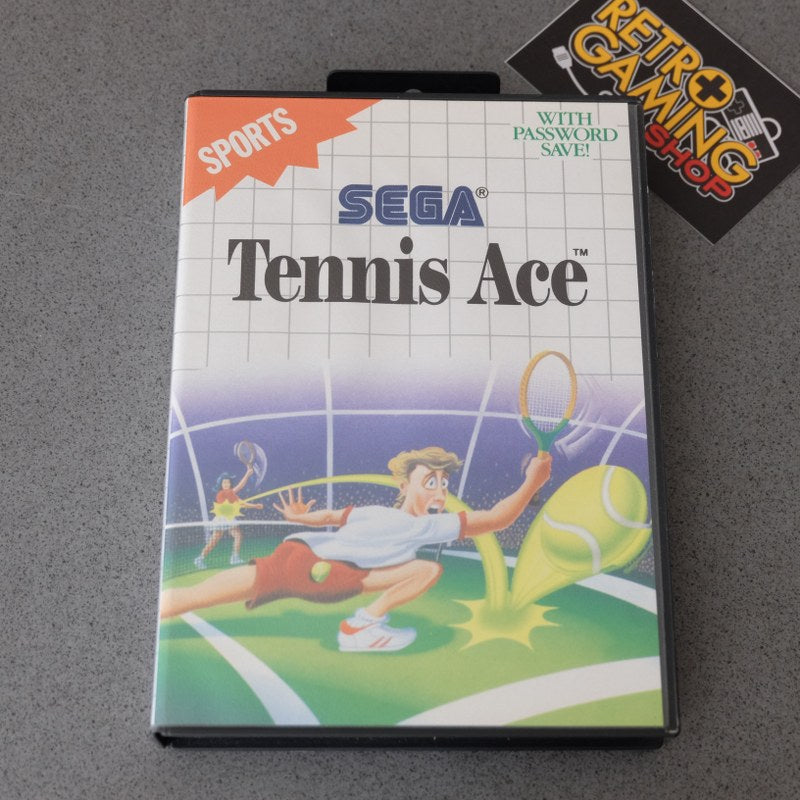 SPORTS
WITH
PASSWORD
SAVE!
SEGA®
Tennis Ace™
RETRO
GAMING
SHOP